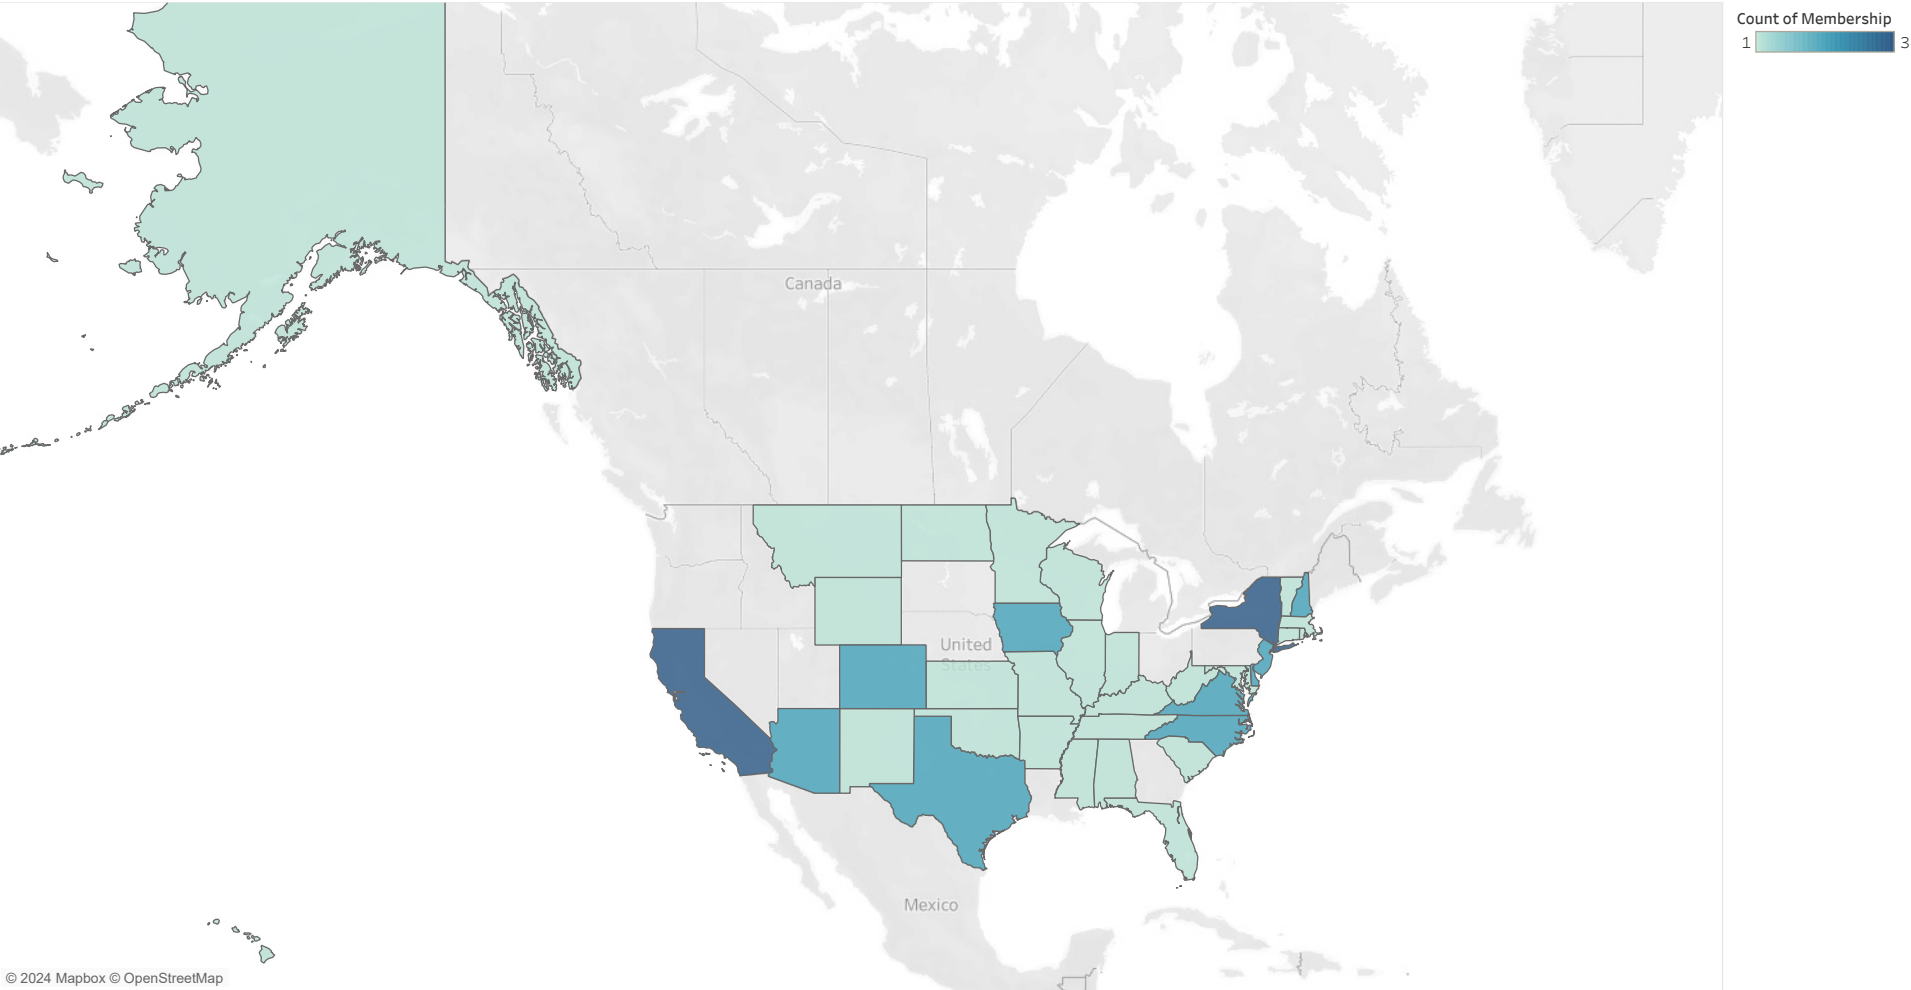 Count of Membership
1 3
Canada
United
States
Mexico
© 2024 Mapbox © OpenStreetMap